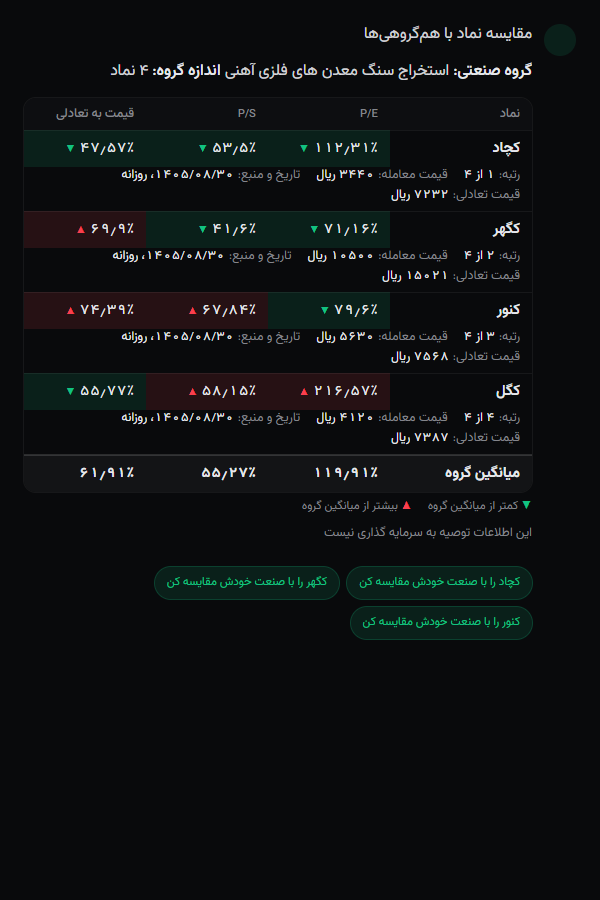 مقایسه نماد با هم‌گروهی‌ها
گروه صنعتی: استخراج سنگ معدن های فلزی آهنی اندازه گروه: ۴ نماد
نماد P/E P/S قیمت به تعادلی
کچاد ۱۱۲٫۳۱٪ ▼ ۵۳٫۵٪ ▼ ۴۷٫۵۷٪ ▼
رتبه: ۱ از ۴ قیمت معامله: ۳۴۴۰ ریال تاریخ و منبع: ۱۴۰۵/۰۸/۳۰، روزانه
قیمت تعادلی: ۷۲۳۲ ریال
کگهر ۷۱٫۱۶٪ ▼ ۴۱٫۶٪ ▼ ۶۹٫۹٪ ▲
رتبه: ۲ از ۴ قیمت معامله: ۱۰۵۰۰ ریال تاریخ و منبع: ۱۴۰۵/۰۸/۳۰، روزانه
قیمت تعادلی: ۱۵۰۲۱ ریال
کنور ۷۹٫۶٪ ▼ ۶۷٫۸۴٪ ▲ ۷۴٫۳۹٪ ▲
رتبه: ۳ از ۴ قیمت معامله: ۵۶۳۰ ریال تاریخ و منبع: ۱۴۰۵/۰۸/۳۰، روزانه
قیمت تعادلی: ۷۵۶۸ ریال
کگل ۲۱۶٫۵۷٪ ▲ ۵۸٫۱۵٪ ▲ ۵۵٫۷۷٪ ▼
رتبه: ۴ از ۴ قیمت معامله: ۴۱۲۰ ریال تاریخ و منبع: ۱۴۰۵/۰۸/۳۰، روزانه
قیمت تعادلی: ۷۳۸۷ ریال
میانگین گروه ۱۱۹٫۹۱٪ ۵۵٫۲۷٪ ۶۱٫۹۱٪
▼ کمتر از میانگین گروه ▲ بیشتر از میانگین گروه
این اطلاعات توصیه به سرمایه گذاری نیست
کچاد را با صنعت خودش مقایسه کن کگهر را با صنعت خودش مقایسه کن
کنور را با صنعت خودش مقایسه کن